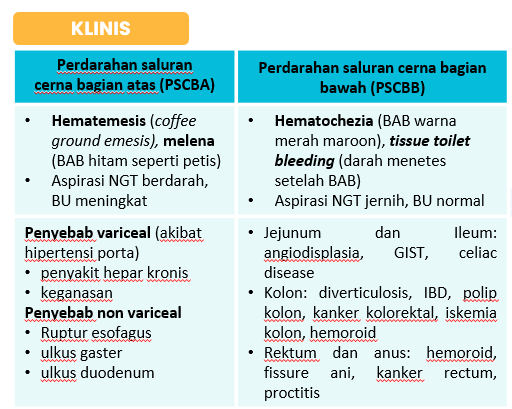 KLINIS
Perdarahan saluran
cerna bagian atas (PSCBA)
Perdarahan saluran cerna bagian
bawah (PSCBB)
• Hematemesis (coffee
ground emesis), melena
(BAB hitam seperti petis)
• Aspirasi NGT berdarah,
BU meningkat
• Hematochezia (BAB warna
merah maroon), tissue toilet
bleeding (darah menetes
setelah BAB)
• Aspirasi NGT jernih, BU normal
Penyebab variceal (akibat
hipertensi porta)
• penyakit hepar kronis
• keganasan
Penyebab non variceal
• Ruptur esofagus
• ulkus gaster
• ulkus duodenum
• Jejunum dan Ileum:
angiodisplasia, GIST, celiac
disease
• Kolon: diverticulosis, IBD, polip
kolon, kanker kolorektal, iskemia
kolon, hemoroid
• Rektum dan anus: hemoroid,
fissure ani, kanker rectum,
proctitis